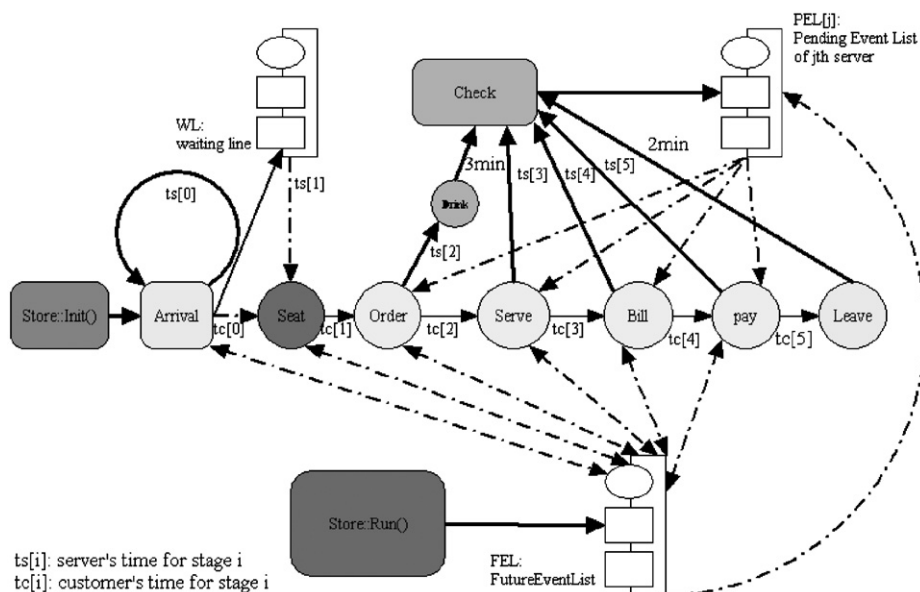 PEL[j]:
Pending Event List
of jth server
Check
WL:
waiting line
2min
3min
ts[3]
ts[4]
ts[5]
ts[1]
ts[0]
Drink
ts[2]
Store::Init()
Arrival
Seat
Order
Serve
Bill
pay
Leave
tc[0]
tc[1]
tc[2]
tc[3]
tc[4]
tc[5]
Store::Run()
FEL:
FutureEventList
ts[i]: server's time for stage i
tc[i]: customer's time for stage i